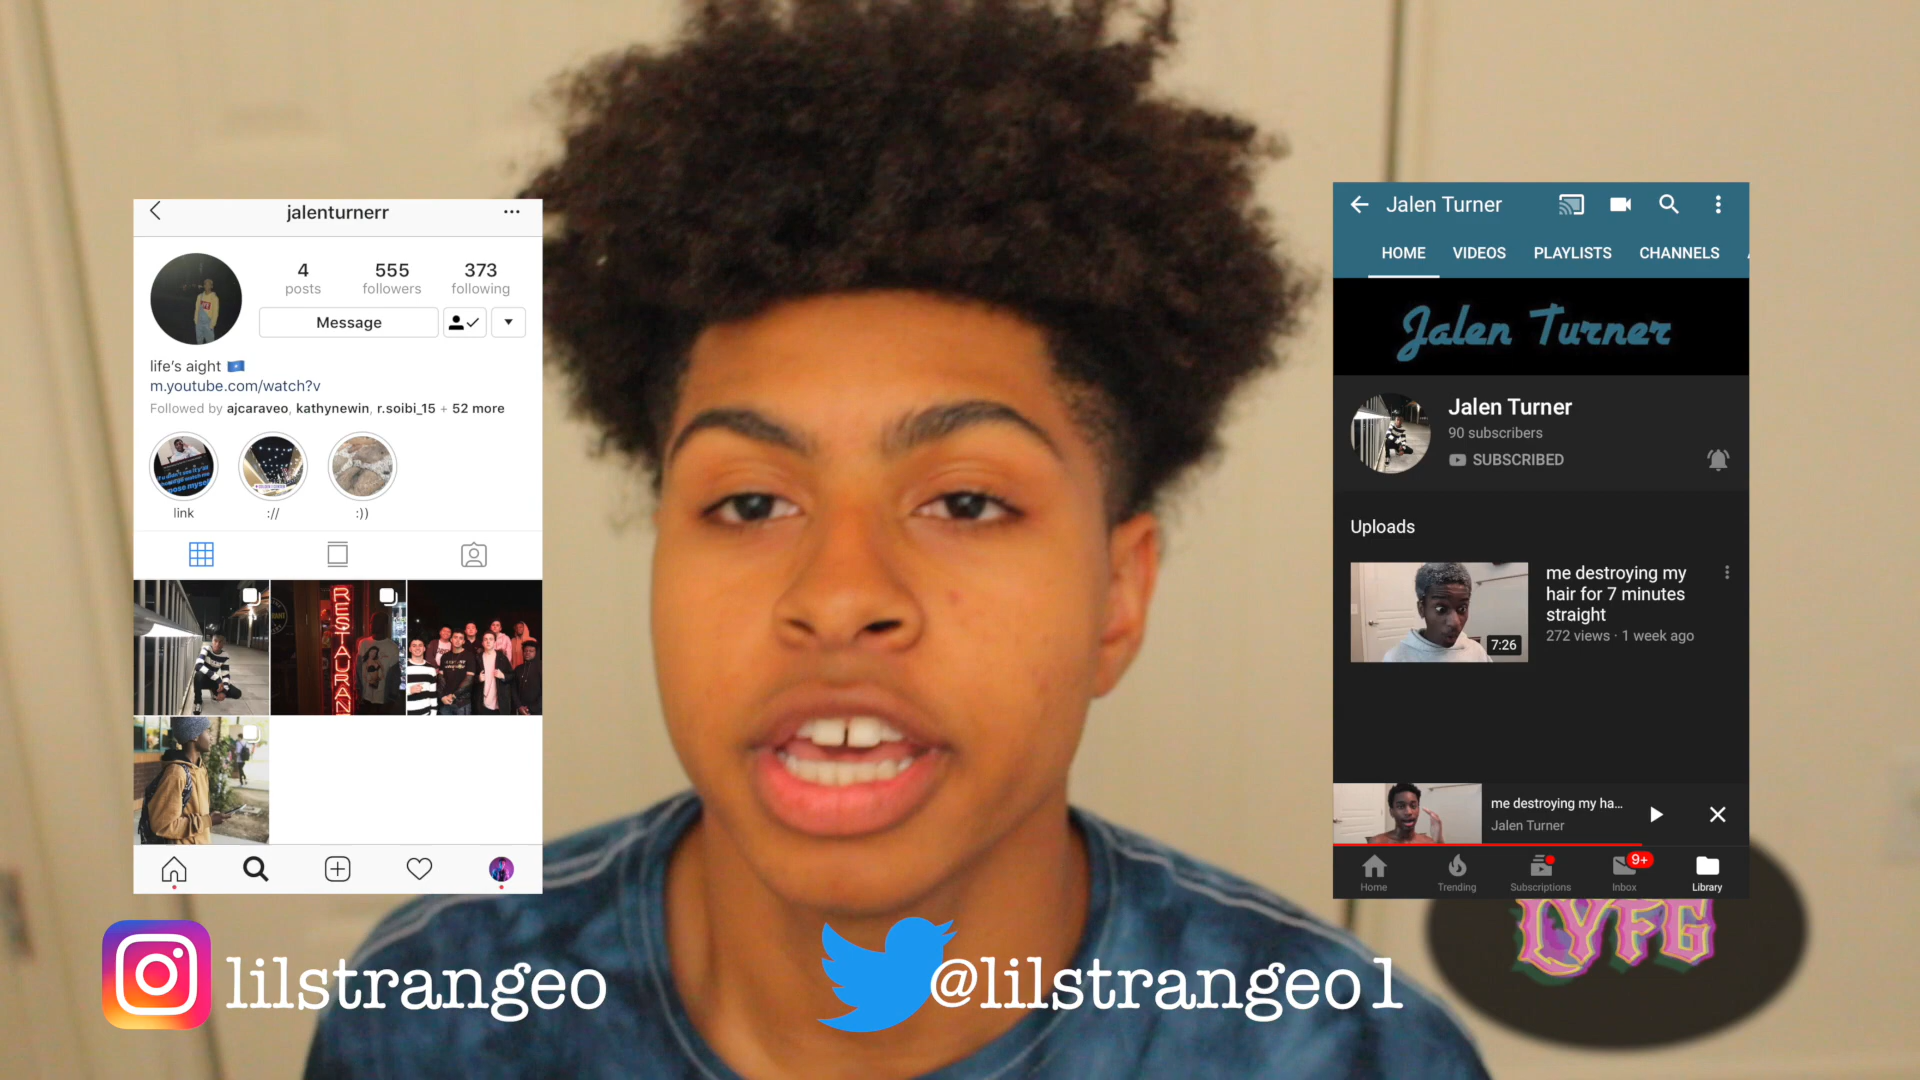 jalenturnerr
4 555 373
posts followers following
Message
life's aight
m.youtube.com/watch?v
Followed by ajcaraveo, kathynewin, r.soibi_15 + 52 more
link :// :))
RESTAURAN
Jalen Turner
HOME VIDEOS PLAYLISTS CHANNELS
Jalen Turner
Jalen Turner
90 subscribers
SUBSCRIBED
Uploads
me destroying my
hair for 7 minutes
straight
272 views · 1 week ago
7:26
me destroying my ha...
Jalen Turner
9+
Home Trending Subscriptions Inbox Library
lilstrangeo
@lilstrangeo1
LYFG